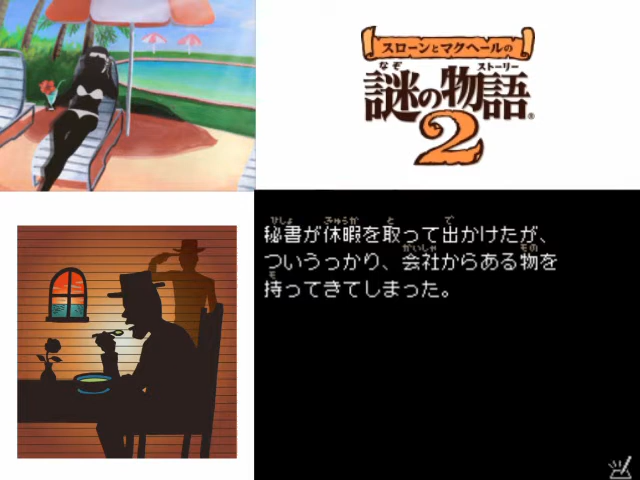 スローンとマクヘールの
謎の物語
なぞ ストーリー
2
秘書が休暇を取って出かけたが、
ひしょ きゅうか と で
ついうっかり、会社からある物を
かいしゃ もの
持ってきてしまった。
も